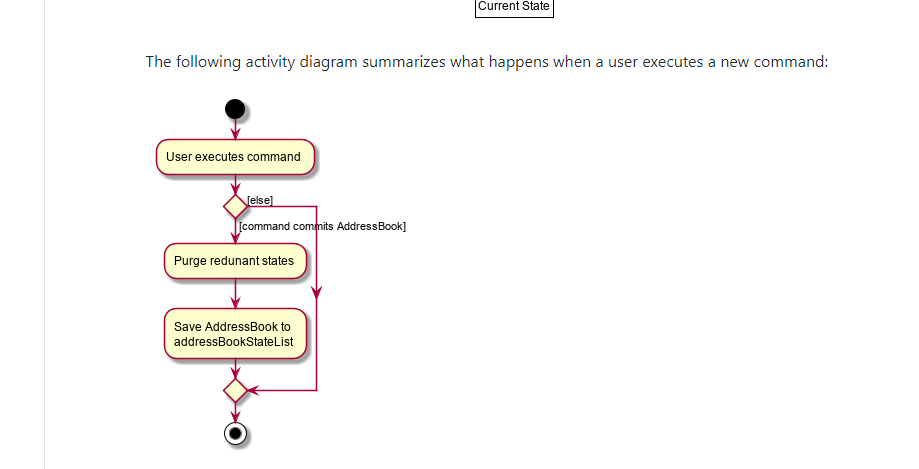 Current State
The following activity diagram summarizes what happens when a user executes a new command:
User executes command
[else]
[command commits AddressBook]
Purge redunant states
Save AddressBook to
addressBookStateList